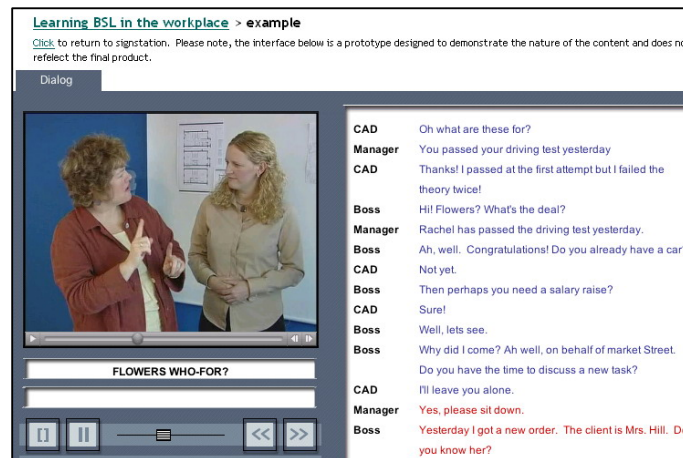 Learning BSL in the workplace > example
Click to return to signstation. Please note, the interface below is a prototype designed to demonstrate the nature of the content and does
refelect the final product.
Dialog
CAD Oh what are these for?
Manager You passed your driving test yesterday
CAD Thanks! I passed at the first attempt but I failed the
theory twice!
Boss Hi! Flowers? What's the deal?
Manager Rachel has passed the driving test yesterday.
Boss Ah, well. Congratulations! Do you already have a car
CAD Not yet.
Boss Then perhaps you need a salary raise?
CAD Sure!
Boss Well, lets see.
Boss Why did I come? Ah well, on behalf of market Street.
Do you have the time to discuss a new task?
CAD I'll leave you alone.
Manager Yes, please sit down.
Boss Yesterday I got a new order. The client is Mrs. Hill.
you know her?
FLOWERS WHO-FOR?